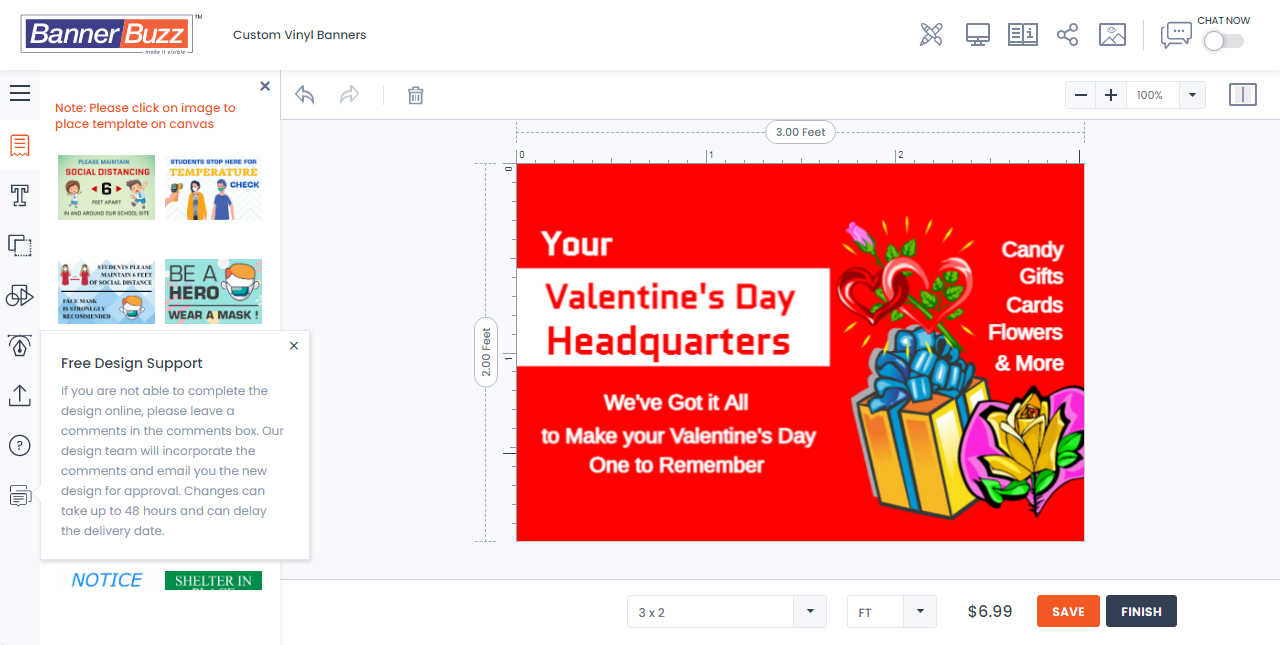 BannerBuzz™
make it visible
Custom Vinyl Banners
CHAT NOW
Note: Please click on image to
place template on canvas
100%
PLEASE MAINTAIN
SOCIAL DISTANCING
6
FEET APART
IN AND AROUND OUR SCHOOL SITE
STUDENTS STOP HERE FOR
TEMPERATURE
CHECK
STUDENTS PLEASE
MAINTAIN 6 FEET
OF SOCIAL DISTANCE
FACE MASK
IS STRONLGLY
RECOMMENDED
BE A
HERO
WEAR A MASK !
Free Design Support
If you are not able to complete the
design online, please leave a
comments in the comments box. Our
design team will incorporate the
comments and email you the new
design for approval. Changes can
take up to 48 hours and can delay
the delivery date.
NOTICE
SHELTER IN
PLACE
3.00 Feet
0 1 2
0
2.00 Feet
1
Your
Valentine's Day
Headquarters
We've Got it All
to Make your Valentine's Day
One to Remember
Candy
Gifts
Cards
Flowers
& More
3 x 2
FT
$6.99
SAVE
FINISH